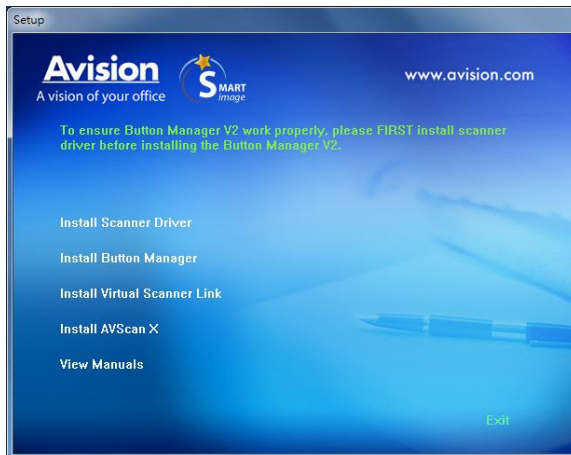 Setup
Avision
A vision of your office
SMART
Image
www.avision.com
To ensure Button Manager V2 work properly, please FIRST install scanner
driver before installing the Button Manager V2.
Install Scanner Driver
Install Button Manager
Install Virtual Scanner Link
Install AVScan X
View Manuals
Exit